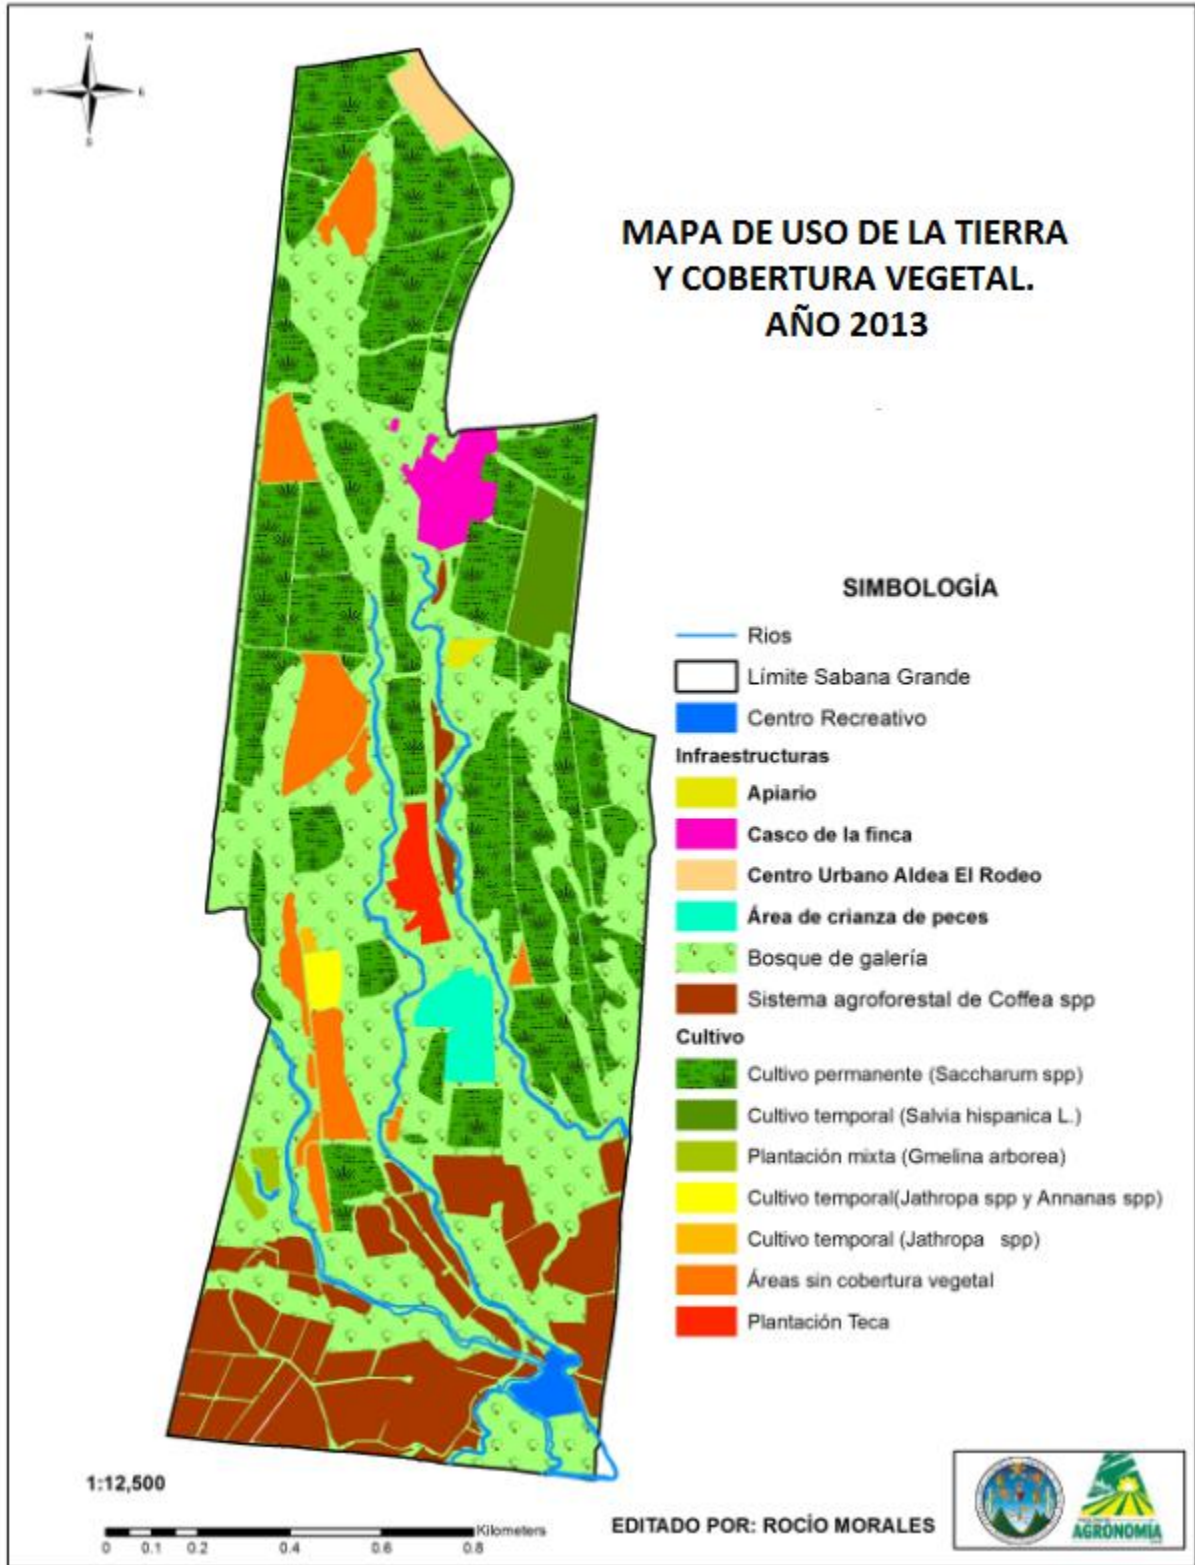 N
W E
S
MAPA DE USO DE LA TIERRA
Y COBERTURA VEGETAL.
AÑO 2013
SIMBOLOGÍA
Rios
Límite Sabana Grande
Centro Recreativo
Infraestructuras
Apiario
Casco de la finca
Centro Urbano Aldea El Rodeo
Área de crianza de peces
Bosque de galería
Sistema agroforestal de Coffea spp
Cultivo
Cultivo permanente (Saccharum spp)
Cultivo temporal (Salvia hispanica L.)
Plantación mixta (Gmelina arborea)
Cultivo temporal(Jathropa spp y Annanas spp)
Cultivo temporal (Jathropa spp)
Áreas sin cobertura vegetal
Plantación Teca
1:12,500
Kilometers
0 0.1 0.2 0.4 0.6 0.8
EDITADO POR: ROCÍO MORALES
AGRONOMÍA